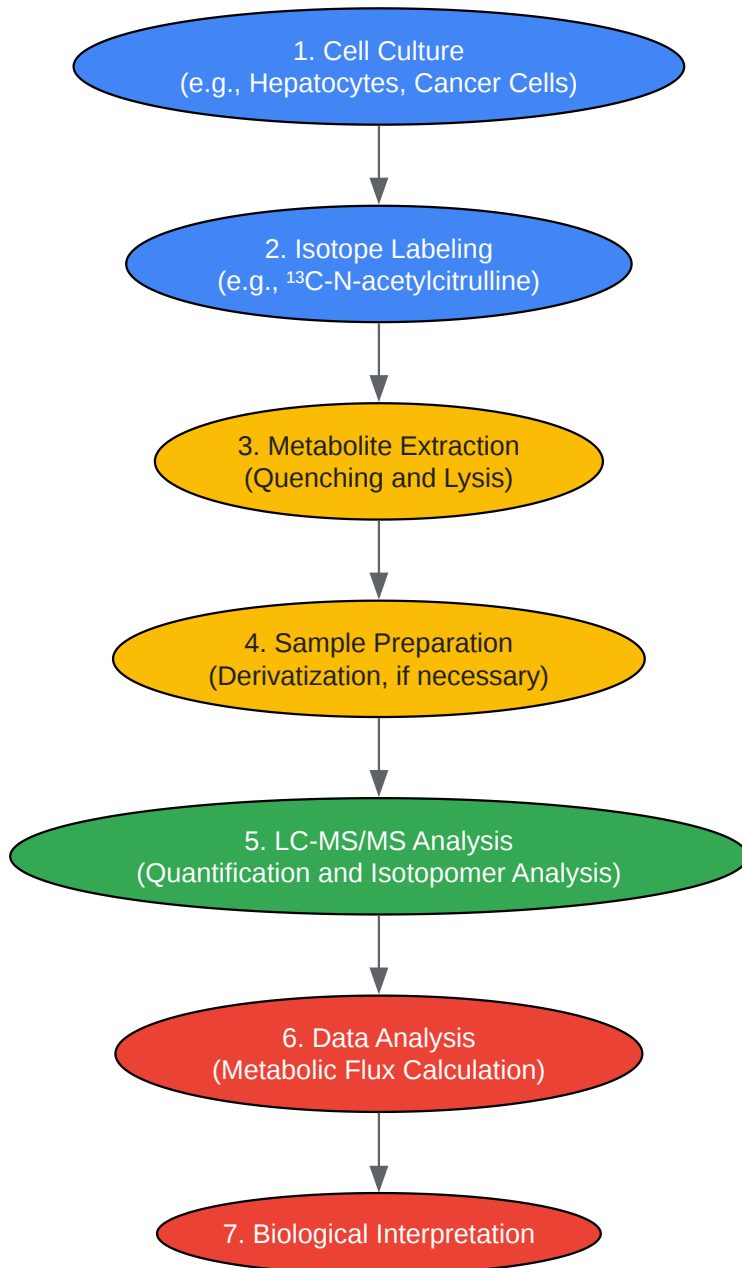 1. Cell Culture
(e.g., Hepatocytes, Cancer Cells)
2. Isotope Labeling
(e.g., ¹³C-N-acetylcitrulline)
3. Metabolite Extraction
(Quenching and Lysis)
4. Sample Preparation
(Derivatization, if necessary)
5. LC-MS/MS Analysis
(Quantification and Isotopomer Analysis)
6. Data Analysis
(Metabolic Flux Calculation)
7. Biological Interpretation